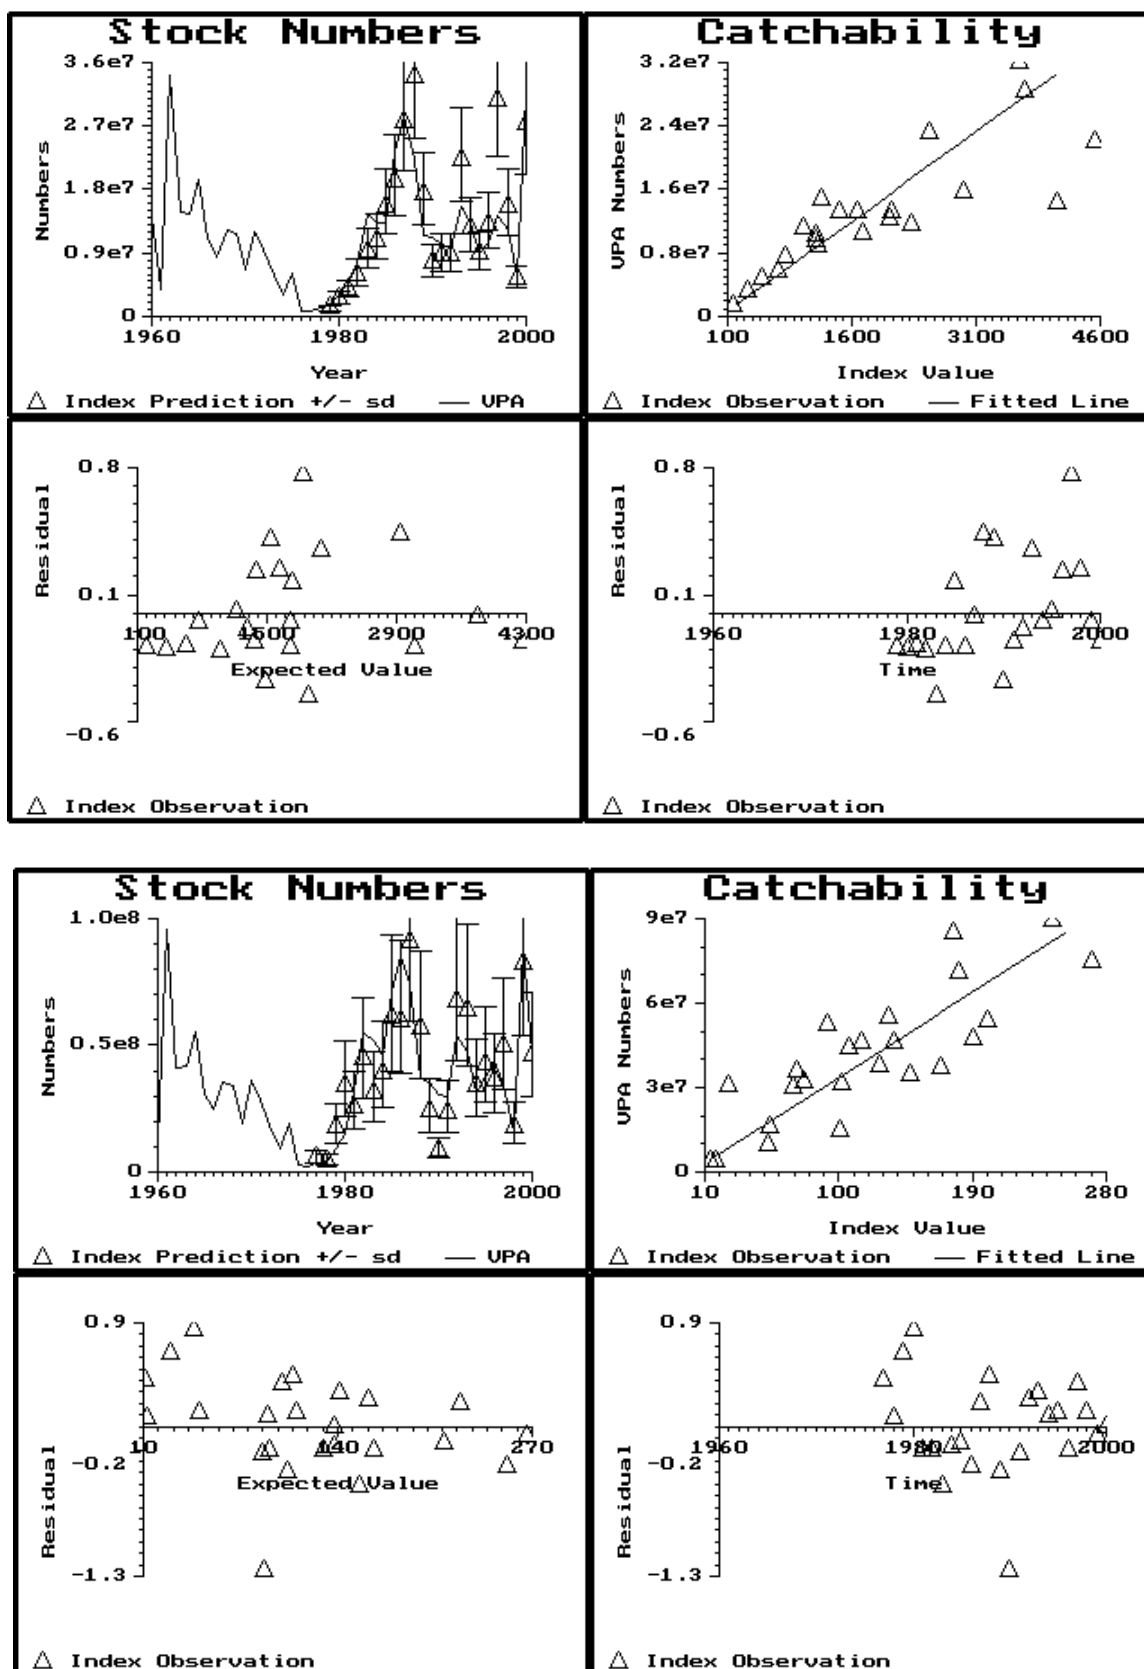 Stock Numbers
3.6e7
2.7e7
1.8e7
0.9e7
0
Numbers
1960 1980 2000
Year
△ Index Prediction +/- sd — VPA
Catchability
3.2e7
2.4e7
1.6e7
0.8e7
0
VPA Numbers
100 1600 3100 4600
Index Value
△ Index Observation — Fitted Line
0.8
0.1
-0.6
Residual
100 1500 2900 4300
Expected Value
△ Index Observation
0.8
0.1
-0.6
Residual
1960 1980 2000
Time
△ Index Observation
Stock Numbers
1.0e8
0.5e8
0
Numbers
1960 1980 2000
Year
△ Index Prediction +/- sd — VPA
Catchability
9e7
6e7
3e7
0
VPA Numbers
10 100 190 280
Index Value
△ Index Observation — Fitted Line
0.9
-0.2
-1.3
Residual
10 140 270
Expected Value
△ Index Observation
0.9
-0.2
-1.3
Residual
1960 1980 2000
Time
△ Index Observation